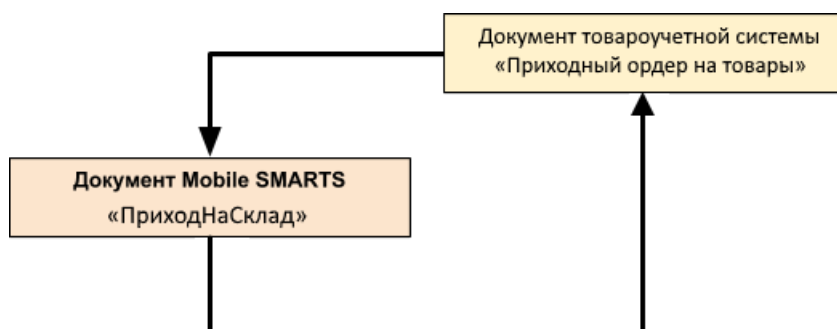 Документ товароучетной системы
«Приходный ордер на товары»
Документ Mobile SMARTS
«ПриходНаСклад»